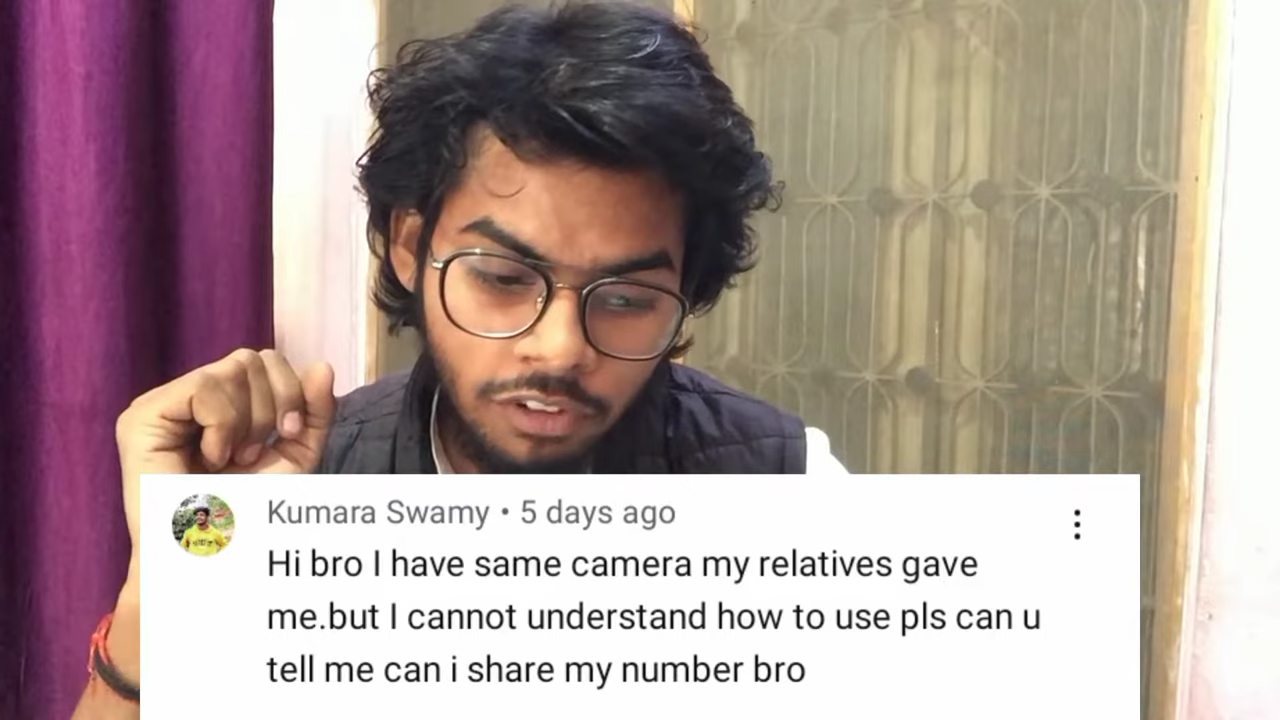 Kumara Swamy • 5 days ago
Hi bro I have same camera my relatives gave
me.but I cannot understand how to use pls can u
tell me can i share my number bro